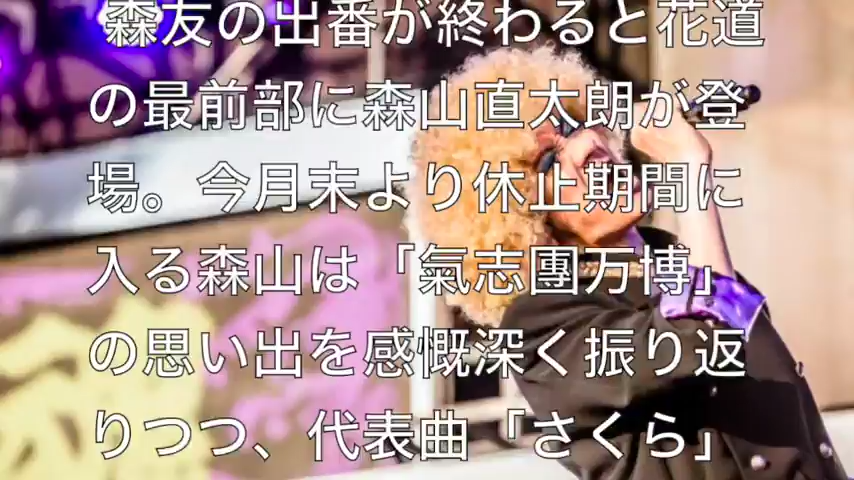 森友の出番が終わると花道
の最前部に森山直太朗が登
場。今月末より休止期間に
入る森山は「氣志團万博」
の思い出を感慨深く振り返
りつつ、代表曲「さくら」